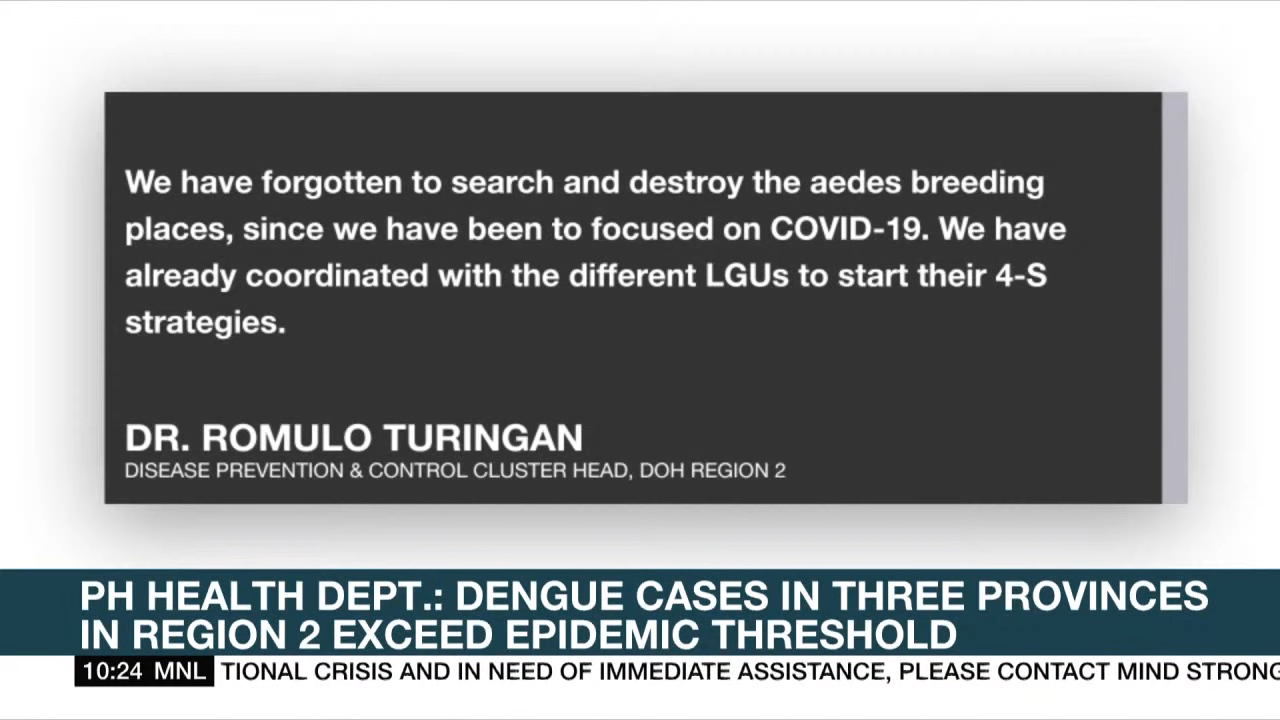 We have forgotten to search and destroy the aedes breeding
places, since we have been to focused on COVID-19. We have
already coordinated with the different LGUs to start their 4-S
strategies.
DR. ROMULO TURINGAN
DISEASE PREVENTION & CONTROL CLUSTER HEAD, DOH REGION 2
PH HEALTH DEPT.: DENGUE CASES IN THREE PROVINCES
IN REGION 2 EXCEED EPIDEMIC THRESHOLD
10:24 MNL TIONAL CRISIS AND IN NEED OF IMMEDIATE ASSISTANCE, PLEASE CONTACT MIND STRONG